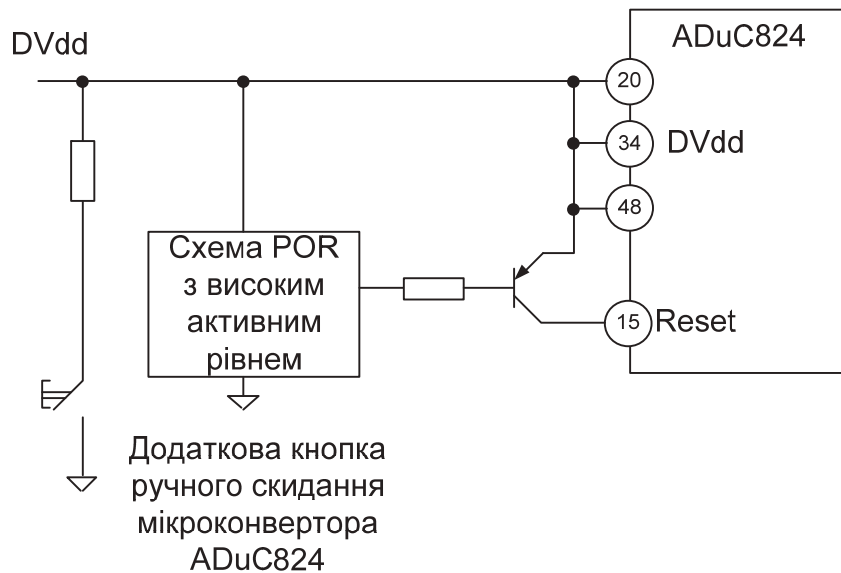 DVdd
ADuC824
20
34
DVdd
48
Схема POR
з високим
активним
рівнем
15
Reset
Додаткова кнопка
ручного скидання
мікроконвертора
ADuC824